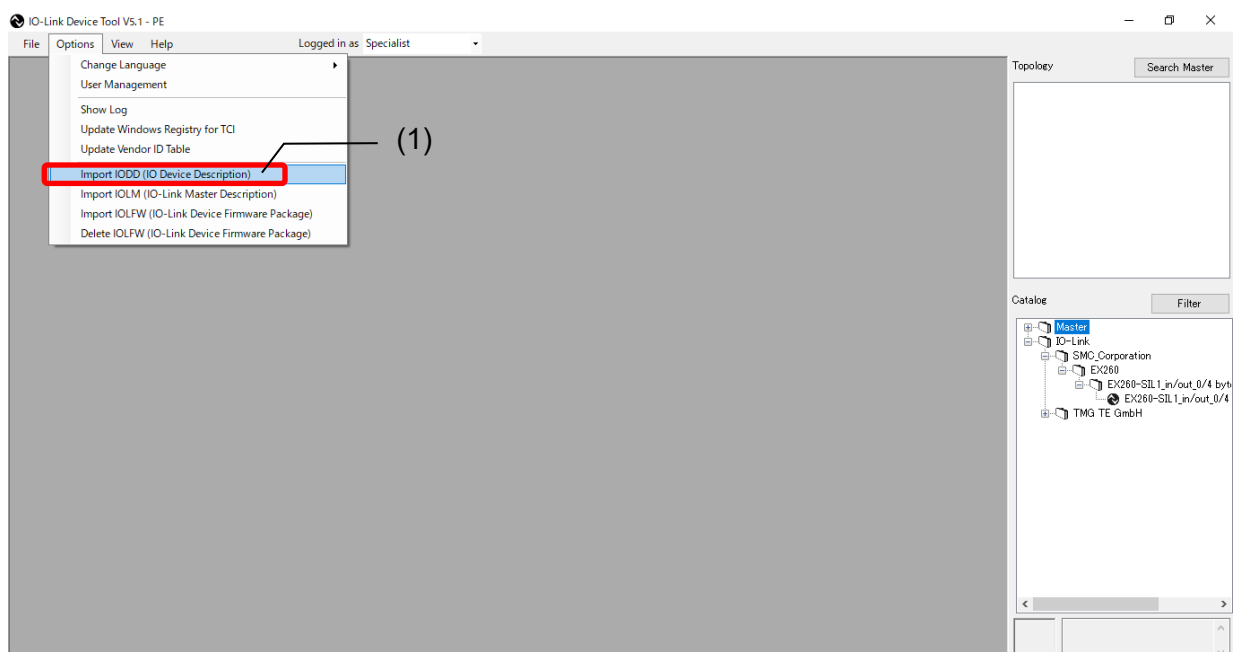 IO-Link Device Tool V5.1 - PE
File Options View Help Logged in as Specialist
Change Language
User Management
Show Log
Update Windows Registry for TCI
Update Vendor ID Table
Import IODD (IO Device Description)
Import IOLM (IO-Link Master Description)
Import IOLFW (IO-Link Device Firmware Package)
Delete IOLFW (IO-Link Device Firmware Package)
(1)
Topology Search Master
Catalog Filter
Master
IO-Link
SMC_Corporation
EX260
EX260-SIL1_in/out_0/4 byt
EX260-SIL1_in/out_0/4
TMG TE GmbH